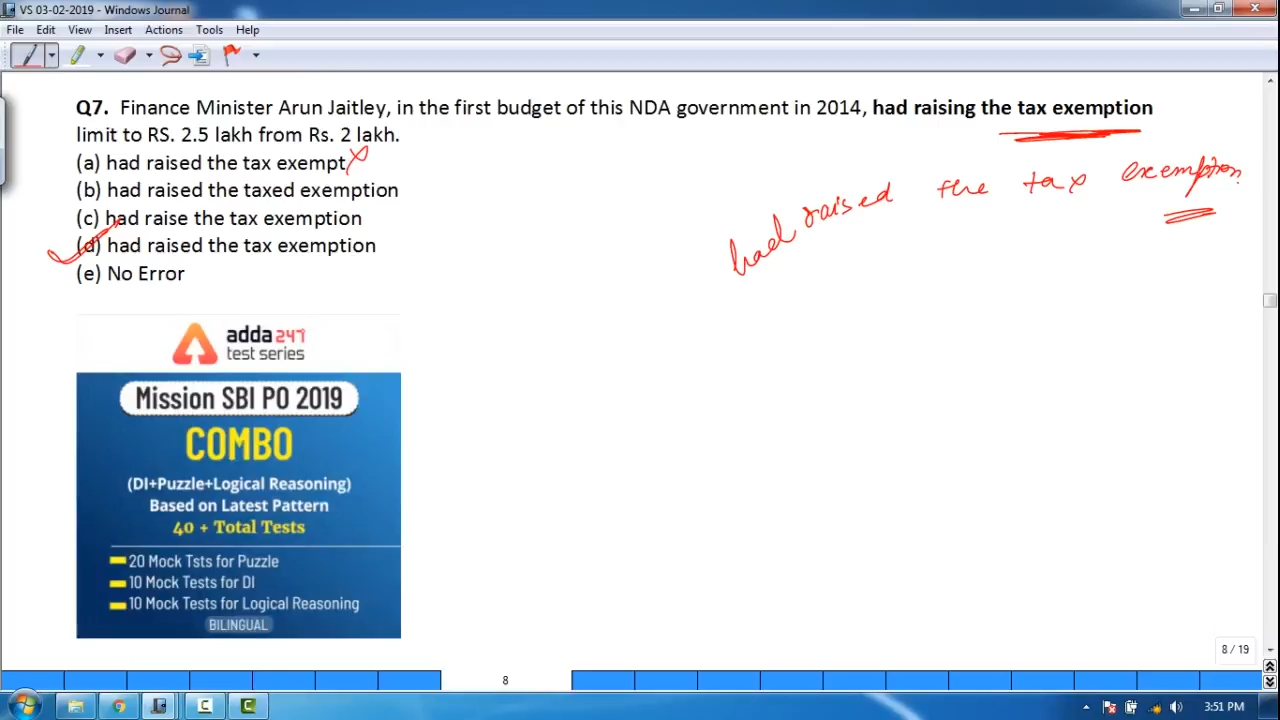 VS 03-02-2019 - Windows Journal
File Edit View Insert Actions Tools Help
Q7. Finance Minister Arun Jaitley, in the first budget of this NDA government in 2014, had raising the tax exemption
limit to RS. 2.5 lakh from Rs. 2 lakh.
(a) had raised the tax exempt
(b) had raised the taxed exemption
(c) had raise the tax exemption
(d) had raised the tax exemption
(e) No Error
had raised the tax exemption
adda247
test series
Mission SBI PO 2019
COMBO
(DI+Puzzle+Logical Reasoning)
Based on Latest Pattern
40 + Total Tests
20 Mock Tsts for Puzzle
10 Mock Tests for DI
10 Mock Tests for Logical Reasoning
BILINGUAL
8 / 19
8
3:51 PM